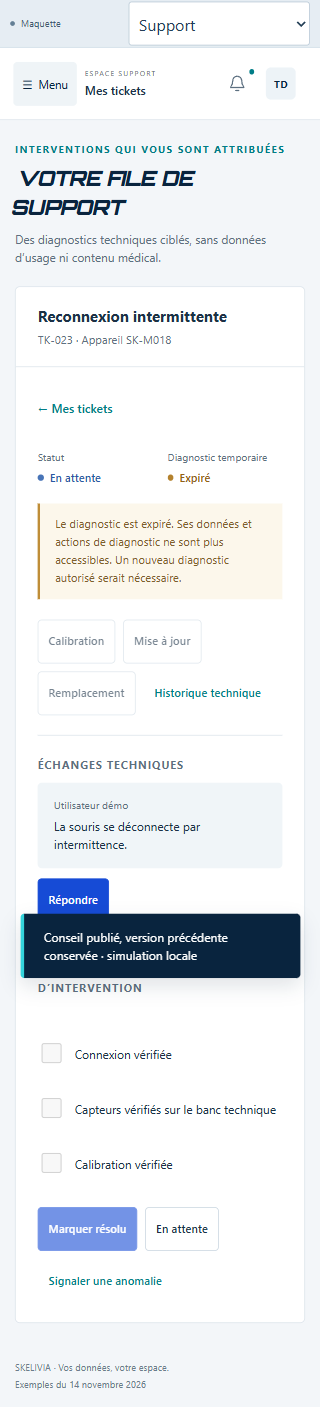 Maquette
Support
☰ Menu
ESPACE SUPPORT
Mes tickets
TD
INTERVENTIONS QUI VOUS SONT ATTRIBUÉES
VOTRE FILE DE
SUPPORT
Des diagnostics techniques ciblés, sans données
d'usage ni contenu médical.
Reconnexion intermittente
TK-023 · Appareil SK-M018
← Mes tickets
Statut
Diagnostic temporaire
En attente
Expiré
Le diagnostic est expiré. Ses données et
actions de diagnostic ne sont plus
accessibles. Un nouveau diagnostic
autorisé serait nécessaire.
Calibration
Mise à jour
Remplacement
Historique technique
ÉCHANGES TECHNIQUES
Utilisateur démo
La souris se déconnecte par
intermittence.
Répondre
Conseil publié, version précédente
conservée · simulation locale
D'INTERVENTION
Connexion vérifiée
Capteurs vérifiés sur le banc technique
Calibration vérifiée
Marquer résolu
En attente
Signaler une anomalie
SKELIVIA · Vos données, votre espace.
Exemples du 14 novembre 2026